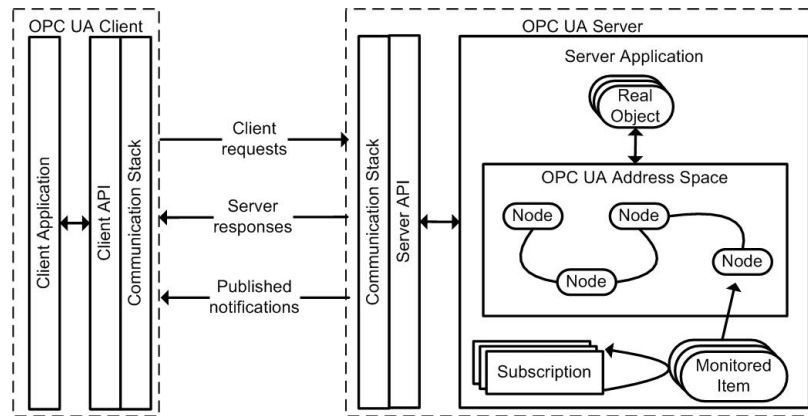 OPC UA Client
OPC UA Server
Client Application
Client API
Communication Stack
Client
requests
Server
responses
Published
notifications
Communication Stack
Server API
Server Application
Real
Object
OPC UA Address Space
Node
Node
Node
Node
Subscription
Monitored
Item